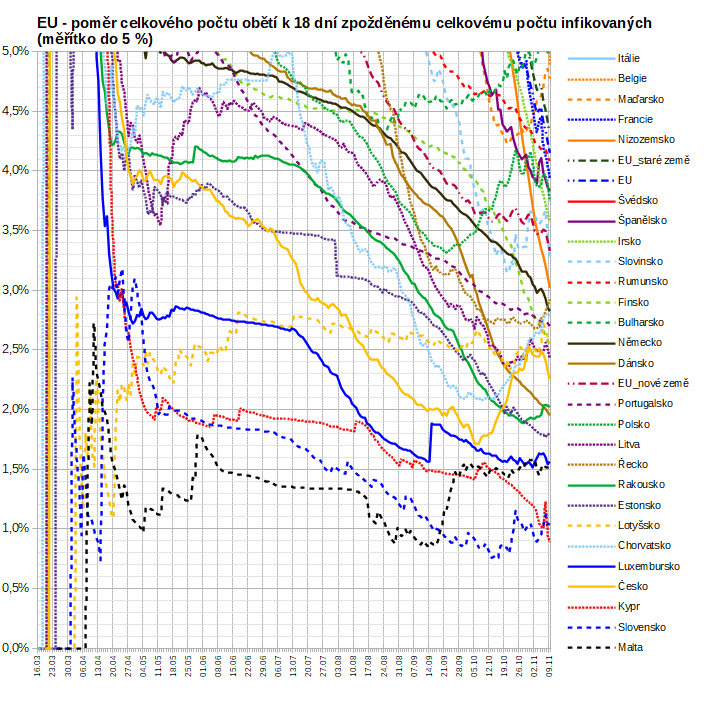 EU - poměr celkového počtu obětí k 18 dní zpožděnému celkovému počtu infikovaných
(měřítko do 5 %)
5,0%
4,5%
4,0%
3,5%
3,0%
2,5%
2,0%
1,5%
1,0%
0,5%
0,0%
16.03
23.03
30.03
06.04
13.04
20.04
27.04
04.05
11.05
18.05
25.05
01.06
08.06
15.06
22.06
29.06
06.07
13.07
20.07
27.07
03.08
10.08
17.08
24.08
31.08
07.09
14.09
21.09
28.09
05.10
12.10
19.10
26.10
02.11
09.11
Itálie
Belgie
Maďarsko
Francie
Nizozemsko
EU_staré země
EU
Švédsko
Španělsko
Irsko
Slovinsko
Rumunsko
Finsko
Bulharsko
Německo
Dánsko
EU_nové země
Portugalsko
Polsko
Litva
Řecko
Rakousko
Estonsko
Lotyšsko
Chorvatsko
Luxembursko
Česko
Kypr
Slovensko
Malta